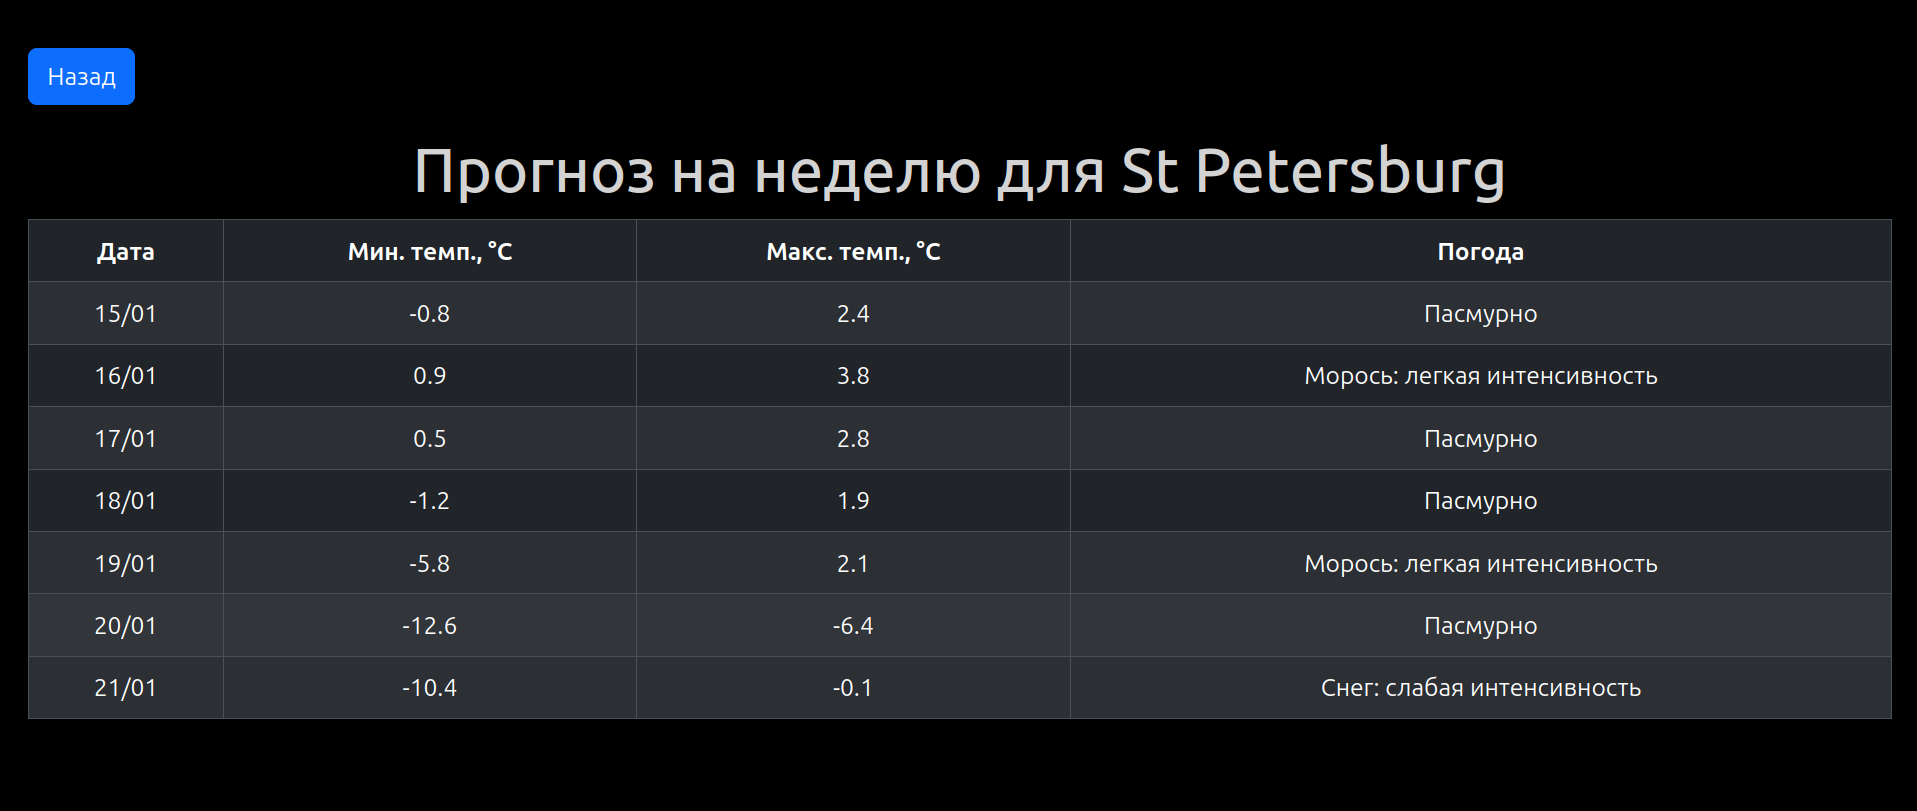 Назад
Прогноз на неделю для St Petersburg
Дата Мин. темп., °C Макс. темп., °C Погода
15/01 -0.8 2.4 Пасмурно
16/01 0.9 3.8 Морось: легкая интенсивность
17/01 0.5 2.8 Пасмурно
18/01 -1.2 1.9 Пасмурно
19/01 -5.8 2.1 Морось: легкая интенсивность
20/01 -12.6 -6.4 Пасмурно
21/01 -10.4 -0.1 Снег: слабая интенсивность